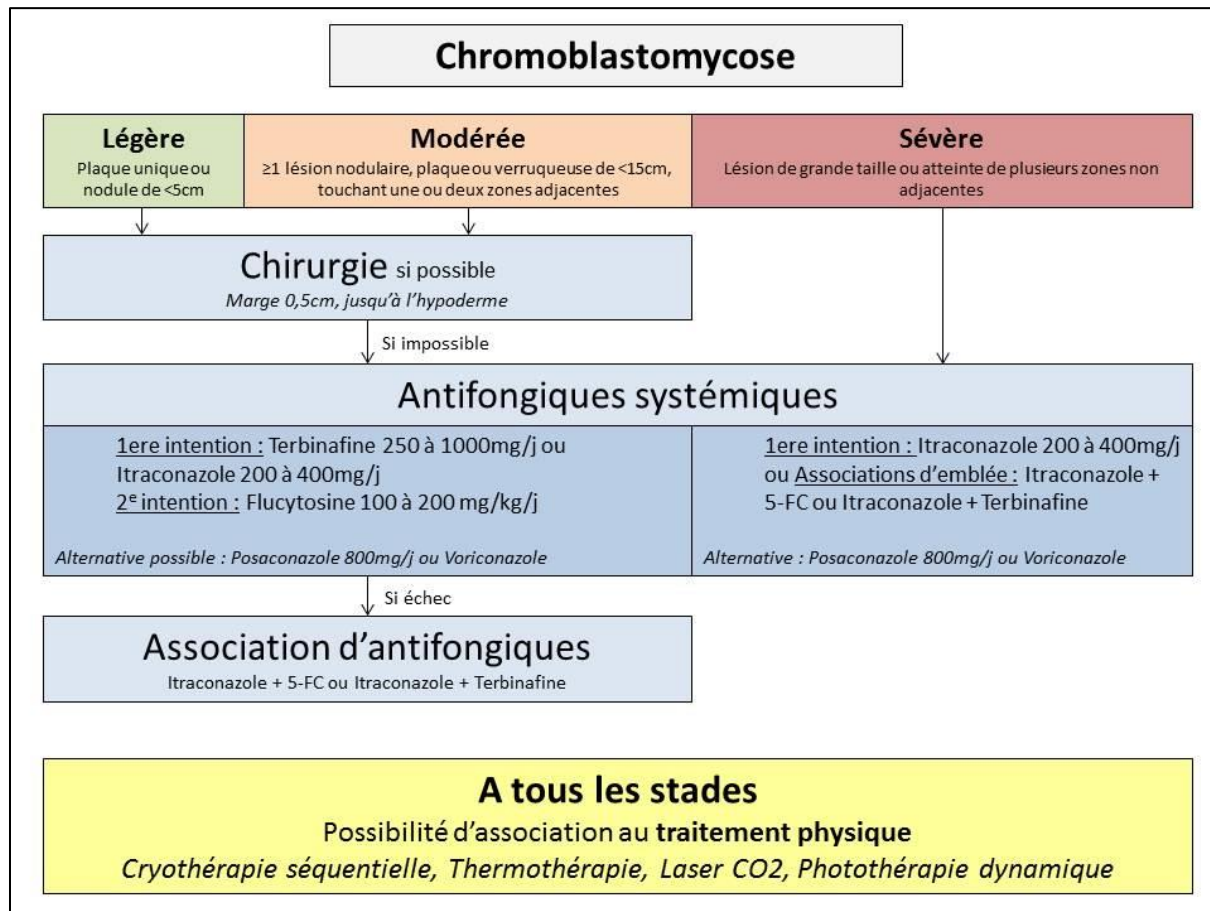 Chromoblastomycose
Légère
Plaque unique ou
nodule de <5cm
Modérée
≥1 lésion nodulaire, plaque ou verruqueuse de <15cm,
touchant une ou deux zones adjacentes
Sévère
Lésion de grande taille ou atteinte de plusieurs zones non
adjacentes
Chirurgie si possible
Marge 0,5cm, jusqu'à l'hypoderme
Si impossible
Antifongiques systémiques
1ere intention : Terbinafine 250 à 1000mg/j ou
Itraconazole 200 à 400mg/j
2e intention : Flucytosine 100 à 200 mg/kg/j
Alternative possible : Posaconazole 800mg/j ou Voriconazole
1ere intention : Itraconazole 200 à 400mg/j
ou Associations d'emblée : Itraconazole +
5-FC ou Itraconazole + Terbinafine
Alternative : Posaconazole 800mg/j ou Voriconazole
Si échec
Association d'antifongiques
Itraconazole + 5-FC ou Itraconazole + Terbinafine
A tous les stades
Possibilité d'association au traitement physique
Cryothérapie séquentielle, Thermothérapie, Laser CO2, Photothérapie dynamique